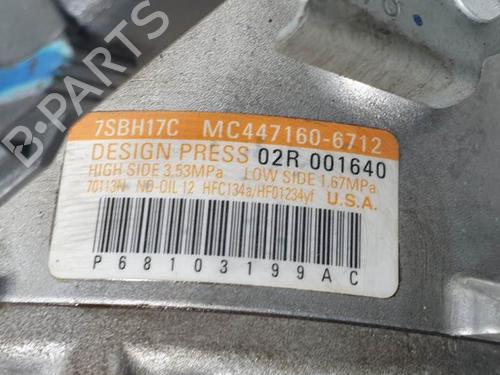 7SBH17C MC447160-6712
DESIGN PRESS 02R 001640
HIGH SIDE 3.53MPa LOW SIDE 1.67MPa
70113N ND-OIL 12 HFC134a/HFO1234yf U.S.A.
P68103199AC
B-PARTS